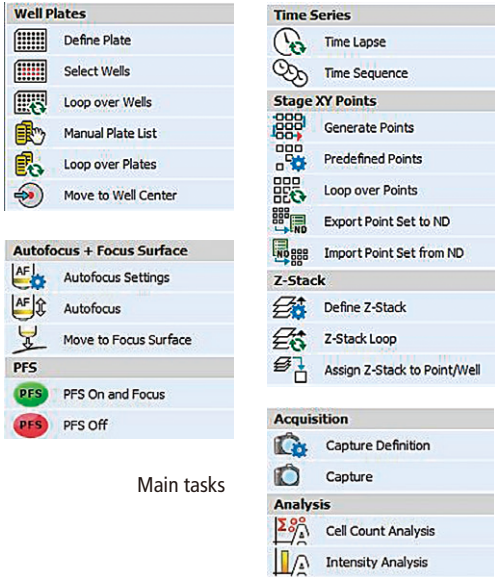 Well Plates
Define Plate
Select Wells
Loop over Wells
Manual Plate List
Loop over Plates
Move to Well Center
Autofocus + Focus Surface
AF
Autofocus Settings
AF
Autofocus
Move to Focus Surface
PFS
PFS
PFS On and Focus
PFS
PFS Off
Main tasks
Time Series
Time Lapse
Time Sequence
Stage XY Points
Generate Points
Predefined Points
Loop over Points
ND
Export Point Set to ND
ND
Import Point Set from ND
Z-Stack
Define Z-Stack
Z-Stack Loop
Assign Z-Stack to Point/Well
Acquisition
Capture Definition
Capture
Analysis
Σ
Cell Count Analysis
Intensity Analysis